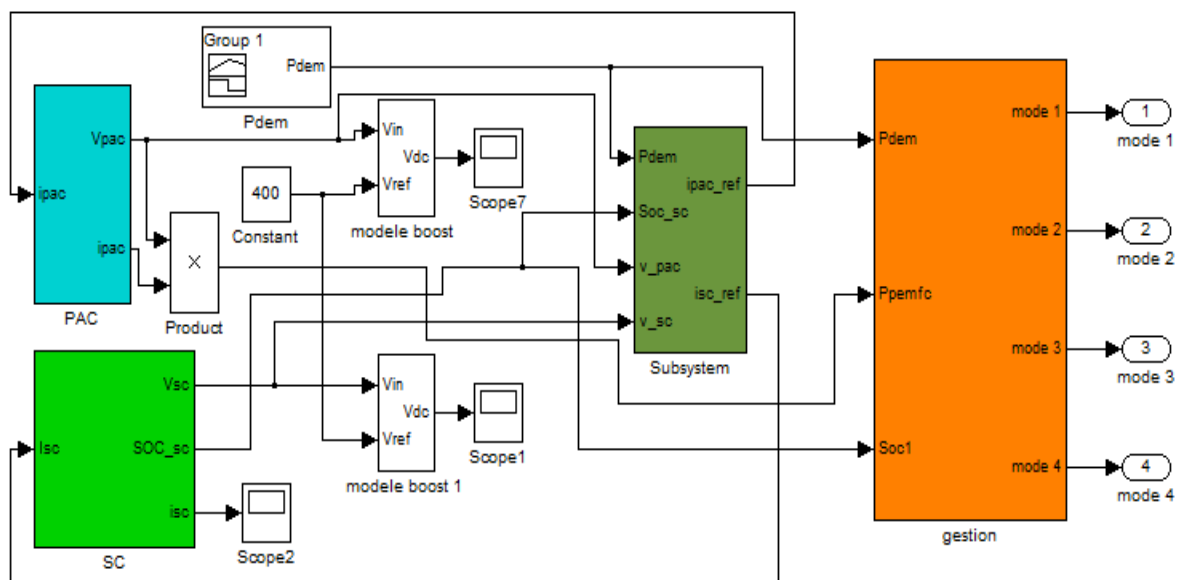 Group 1
Pdem
Pdem
Vpac
ipac
ipac
PAC
X
Product
400
Constant
Vin
Vdc
Vref
modele boost
Scope7
Pdem
ipac_ref
Soc_sc
v_pac
isc_ref
v_sc
Subsystem
Vsc
Isc
SOC_sc
isc
SC
Scope2
Vin
Vdc
Vref
modele boost 1
Scope1
Pdem
Ppemfc
Soc1
mode 1
mode 2
mode 3
mode 4
gestion
1
mode 1
2
mode 2
3
mode 3
4
mode 4